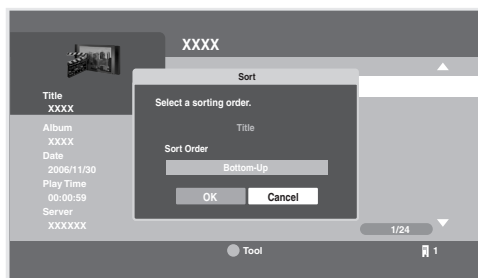 XXXX
Sort
Title
XXXX
Select a sorting order.
Title
Album
XXXX
Date
2006/11/30
Play Time
00:00:59
Server
XXXXXX
Sort Order
Bottom-Up
OK Cancel
1/24
Tool
1